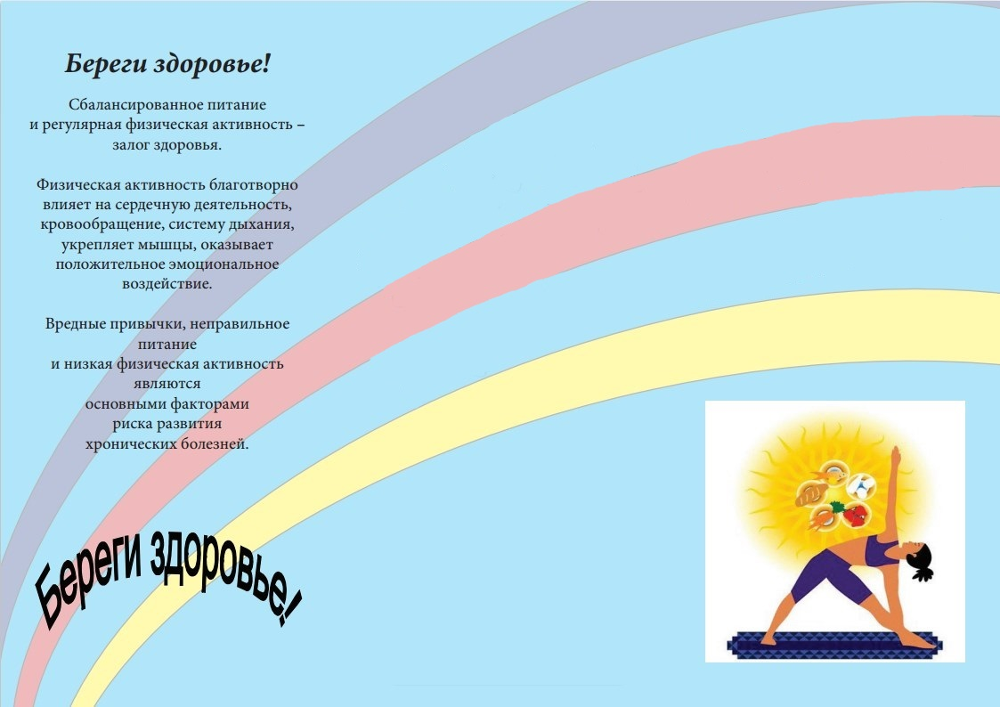 Береги здоровье!
Сбалансированное питание
и регулярная физическая активность –
залог здоровья.
Физическая активность благотворно
влияет на сердечную деятельность,
кровообращение, систему дыхания,
укрепляет мышцы, оказывает
положительное эмоциональное
воздействие.
Вредные привычки, неправильное
питание
и низкая физическая активность
являются
основными факторами
риска развития
хронических болезней.
Береги здоровье!